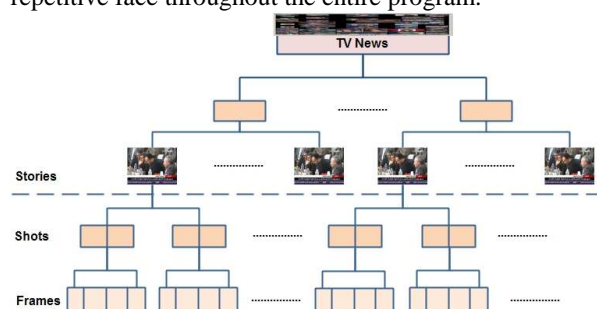 repetitive face throughout the entire program.
TV News
Stories
Shots
Frames